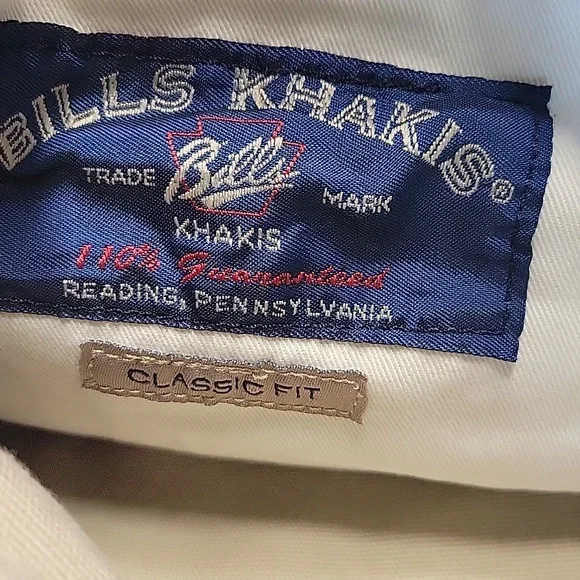 BILLS KHAKIS®
TRADE Bills MARK
KHAKIS
110% Guaranteed
READING, PENNSYLVANIA
CLASSIC FIT